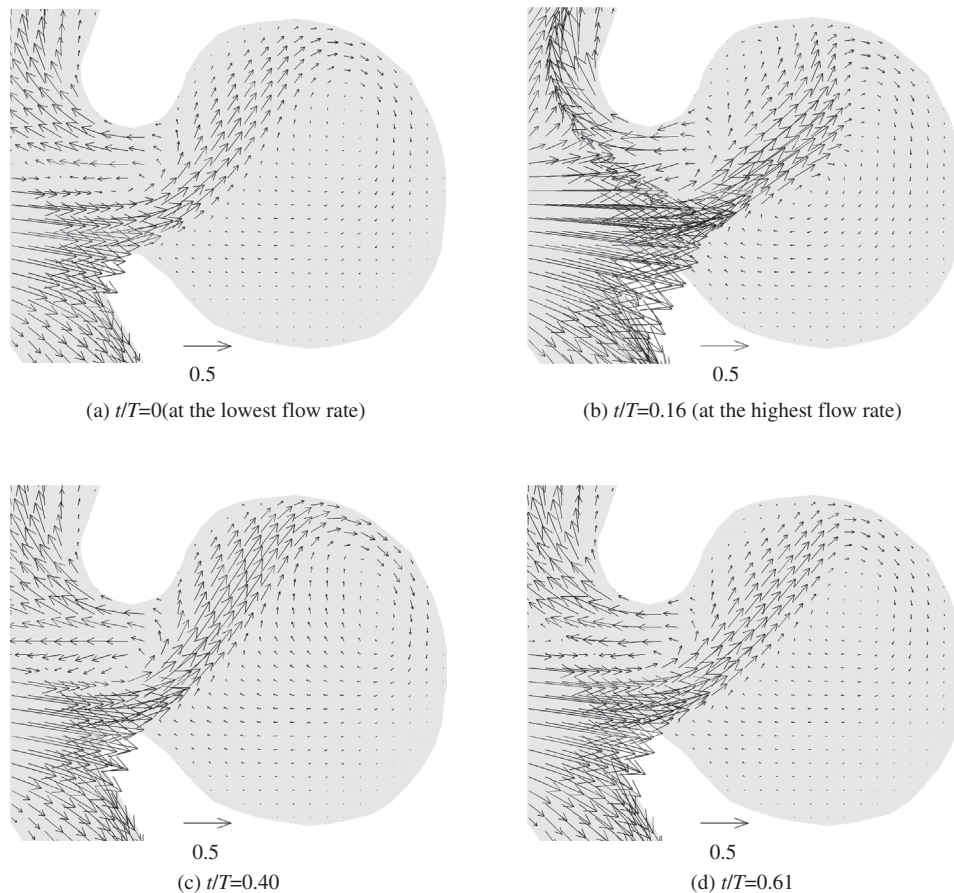 0.5
0.5
(a) t/T=0(at the lowest flow rate)
(b) t/T=0.16 (at the highest flow rate)
0.5
0.5
(c) t/T=0.40
(d) t/T=0.61